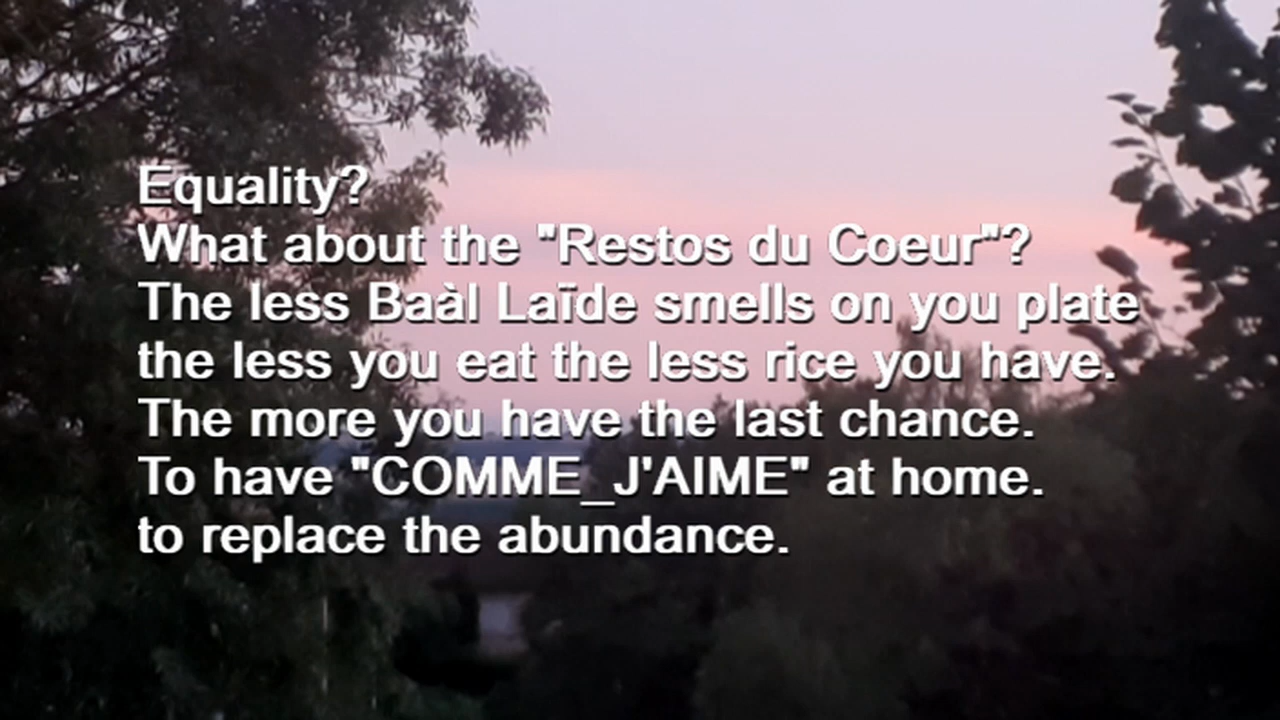 Equality?
What about the "Restos du Coeur"?
The less Baàl Laïde smells on you plate
the less you eat the less rice you have.
The more you have the last chance.
To have "COMME_J'AIME" at home.
to replace the abundance.